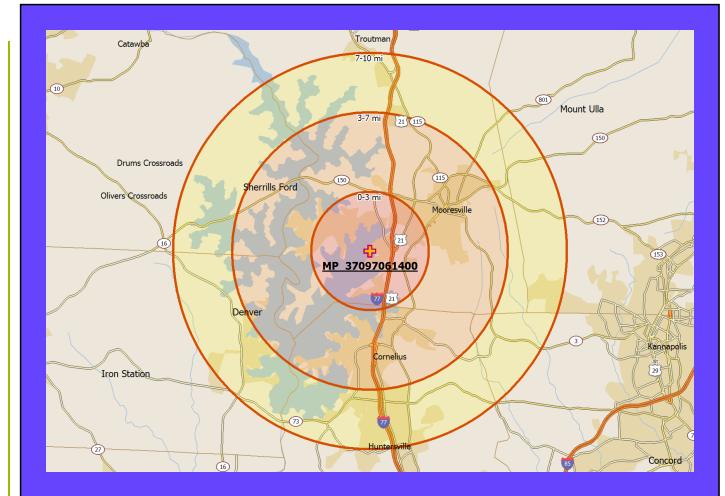 Catawba
Troutman
7-10 mi
10
801
Mount Ulla
3-7 mi
21
115
150
Drums Crossroads
115
150
Sherrills Ford
Olivers Crossroads
0-3 mi
Mooresville
152
16
21
153
MP_37097061400
77
21
Denver
3
Kannapolis
Cornelius
29
Iron Station
73
77
Huntersville
27
16
85
Concord